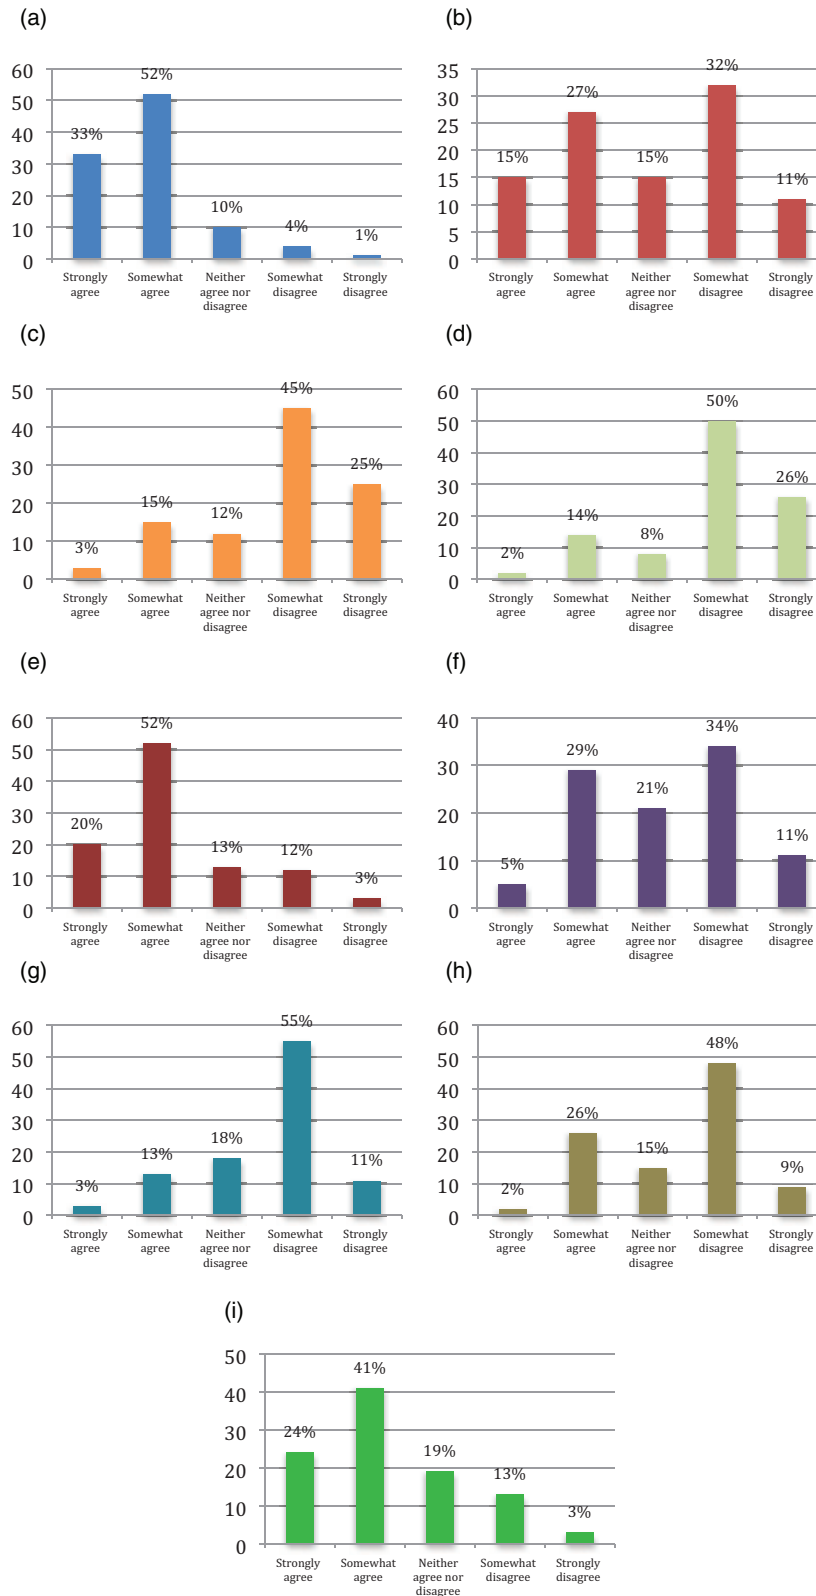 (a)
60
50
40
30
20
10
0
33%
52%
10%
4%
1%
Strongly agree
Somewhat agree
Neither agree nor disagree
Somewhat disagree
Strongly disagree
(b)
35
30
25
20
15
10
5
0
15%
27%
15%
32%
11%
Strongly agree
Somewhat agree
Neither agree nor disagree
Somewhat disagree
Strongly disagree
(c)
50
40
30
20
10
0
3%
15%
12%
45%
25%
Strongly agree
Somewhat agree
Neither agree nor disagree
Somewhat disagree
Strongly disagree
(d)
60
50
40
30
20
10
0
2%
14%
8%
50%
26%
Strongly agree
Somewhat agree
Neither agree nor disagree
Somewhat disagree
Strongly disagree
(e)
60
50
40
30
20
10
0
20%
52%
13%
12%
3%
Strongly agree
Somewhat agree
Neither agree nor disagree
Somewhat disagree
Strongly disagree
(f)
40
30
20
10
0
5%
29%
21%
34%
11%
Strongly agree
Somewhat agree
Neither agree nor disagree
Somewhat disagree
Strongly disagree
(g)
60
50
40
30
20
10
0
3%
13%
18%
55%
11%
Strongly agree
Somewhat agree
Neither agree nor disagree
Somewhat disagree
Strongly disagree
(h)
60
50
40
30
20
10
0
2%
26%
15%
48%
9%
Strongly agree
Somewhat agree
Neither agree nor disagree
Somewhat disagree
Strongly disagree
(i)
50
40
30
20
10
0
24%
41%
19%
13%
3%
Strongly agree
Somewhat agree
Neither agree nor disagree
Somewhat disagree
Strongly disagree